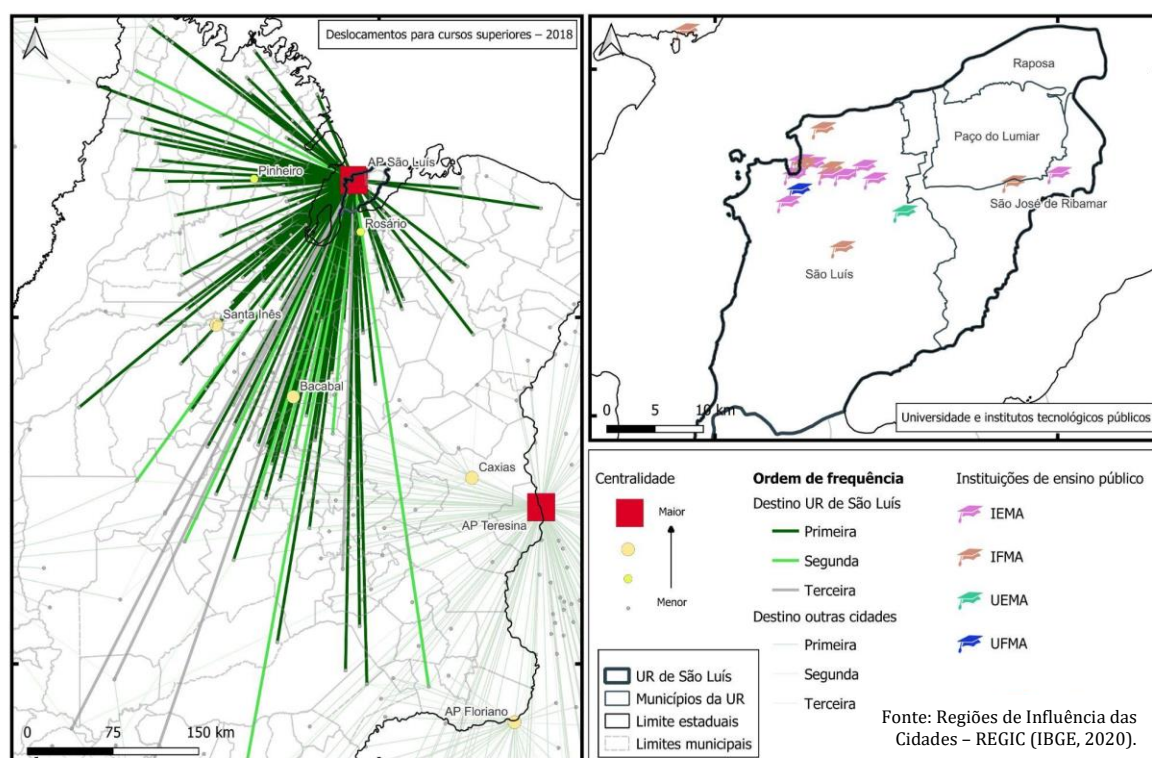 Deslocamentos para cursos superiores – 2018
AP São Luís
Pinheiro
Rosário
Santa Inês
Bacabal
Caxias
AP Teresina
AP Floriano
0 75 150 km
Raposa
Paço do Lumiar
São José de Ribamar
São Luís
0 5 10 km
Universidade e institutos tecnológicos públicos
Centralidade
Maior
Menor
Ordem de frequência
Destino UR de São Luís
Primeira
Segunda
Terceira
Destino outras cidades
Primeira
Segunda
Terceira
Instituições de ensino público
IEMA
IFMA
UEMA
UFMA
UR de São Luís
Municípios da UR
Limite estaduais
Limites municipais
Fonte: Regiões de Influência das
Cidades – REGIC (IBGE, 2020).